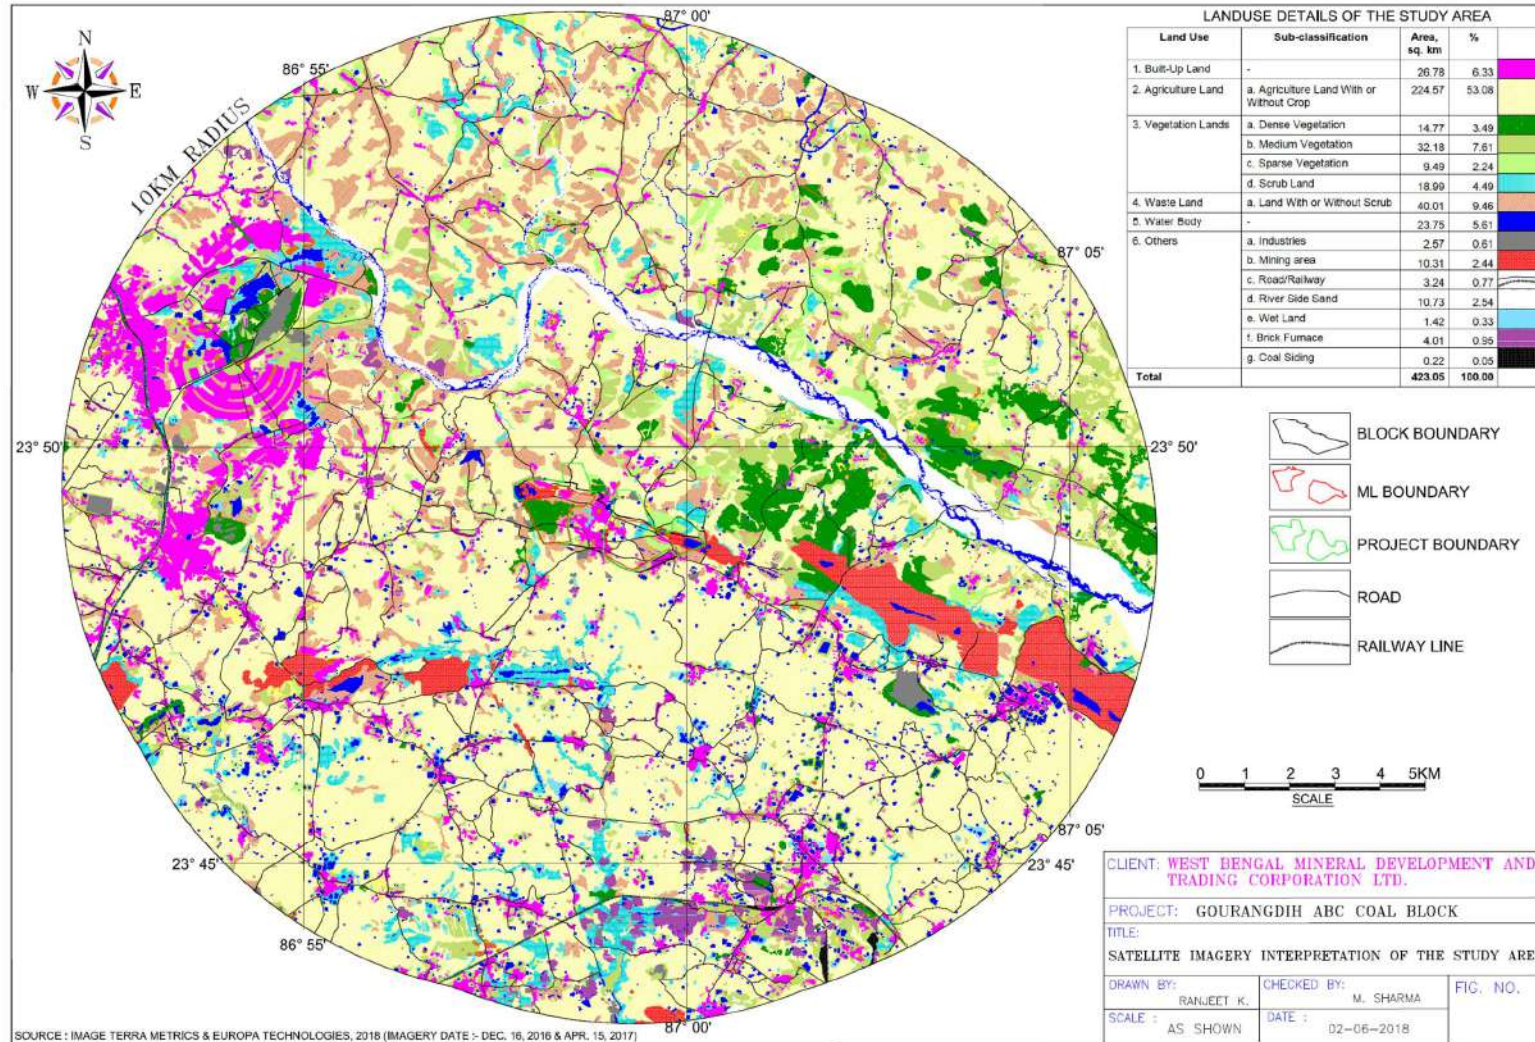 N
W E
S
10KM RADIUS
86° 55'
87° 00'
87° 05'
23° 50'
23° 50'
23° 45'
23° 45'
87° 05'
86° 55'
87° 00'
LANDUSE DETAILS OF THE STUDY AREA
Land Use Sub-classification Area, sq. km %
1. Built-Up Land - 26.78 6.33
2. Agriculture Land a. Agriculture Land With or Without Crop 224.57 53.08
3. Vegetation Lands a. Dense Vegetation 14.77 3.49
b. Medium Vegetation 32.18 7.61
c. Sparse Vegetation 9.49 2.24
d. Scrub Land 18.99 4.49
4. Waste Land a. Land With or Without Scrub 40.01 9.46
5. Water Body - 23.75 5.61
6. Others a. Industries 2.57 0.61
b. Mining area 10.31 2.44
c. Road/Railway 3.24 0.77
d. River Side Sand 10.73 2.54
e. Wet Land 1.42 0.33
f. Brick Furnace 4.01 0.95
g. Coal Siding 0.22 0.05
Total 423.05 100.00
BLOCK BOUNDARY
ML BOUNDARY
PROJECT BOUNDARY
ROAD
RAILWAY LINE
0 1 2 3 4 5KM
SCALE
CLIENT: WEST BENGAL MINERAL DEVELOPMENT AND
TRADING CORPORATION LTD.
PROJECT: GOURANGDIH ABC COAL BLOCK
TITLE:
SATELLITE IMAGERY INTERPRETATION OF THE STUDY ARE
DRAWN BY: RANJEET K. CHECKED BY: M. SHARMA FIG. NO.
SCALE : AS SHOWN DATE : 02-06-2018
SOURCE : IMAGE TERRA METRICS & EUROPA TECHNOLOGIES, 2018 (IMAGERY DATE :- DEC. 16, 2016 & APR. 15, 2017)